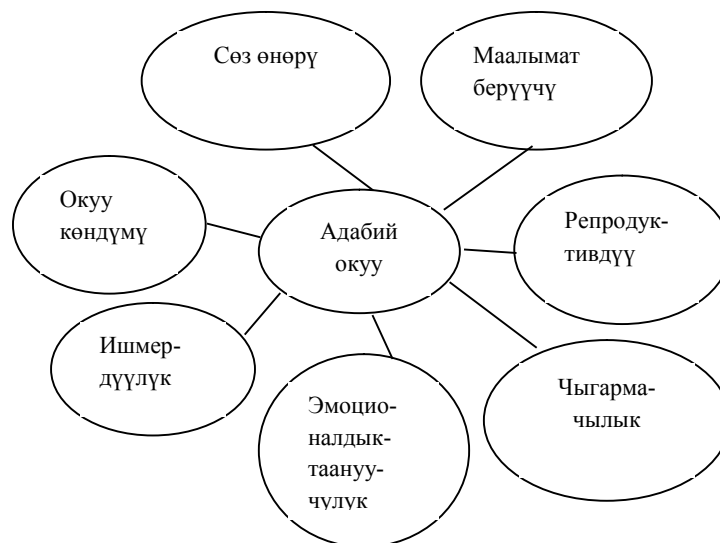 Сөз өнөрү
Маалымат
берүүчү
Окуу
көндүмү
Адабий
окуу
Репродук-
тивдүү
Ишмер-
дүүлүк
Эмоцио-
налдык-
таануу-
чулук
Чыгарма-
чылык